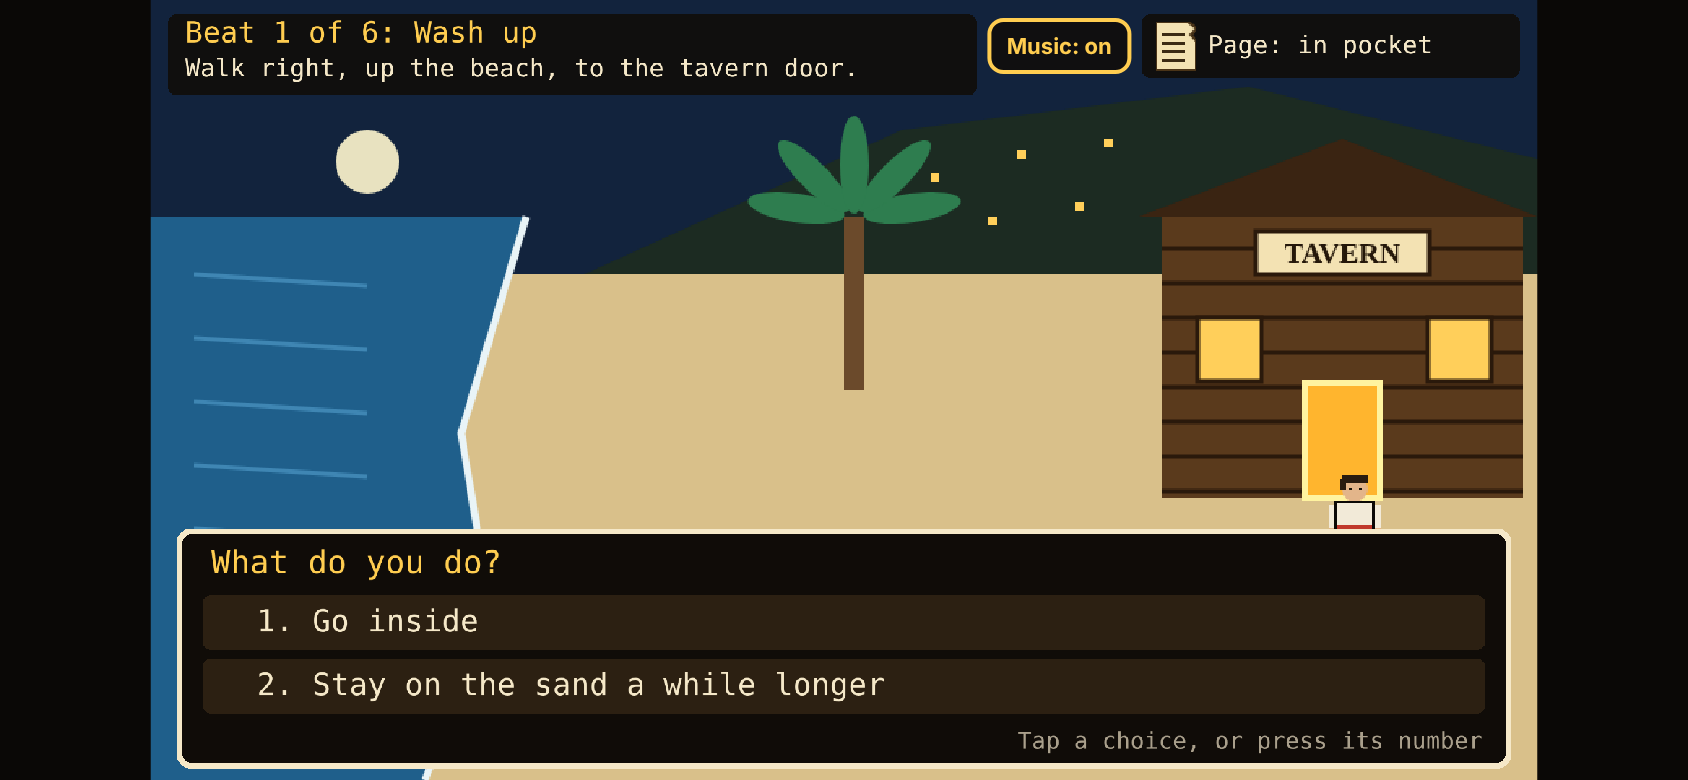 Beat 1 of 6: Wash up
Walk right, up the beach, to the tavern door.
Music: on
Page: in pocket
TAVERN
What do you do?
1. Go inside
2. Stay on the sand a while longer
Tap a choice, or press its number